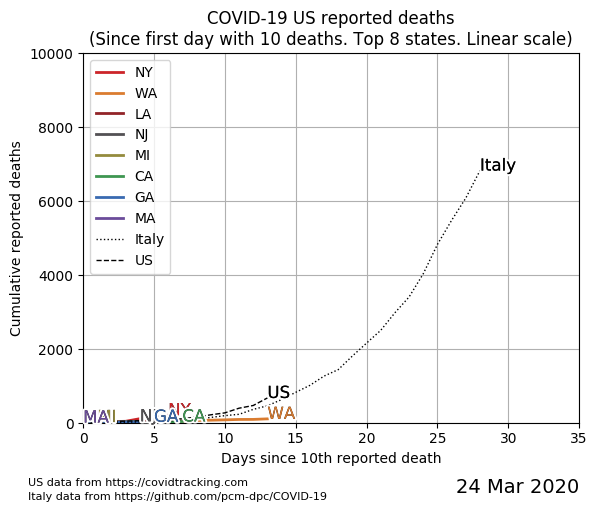 COVID-19 US reported deaths
(Since first day with 10 deaths. Top 8 states. Linear scale)
10000
8000
6000
4000
2000
0
Cumulative reported deaths
NY
WA
LA
NJ
MI
CA
GA
MA
Italy
US
Italy
US
NY
WA
CA
GA
MA
0 5 10 15 20 25 30 35
Days since 10th reported death
US data from https://covidtracking.com
Italy data from https://github.com/pcm-dpc/COVID-19
24 Mar 2020